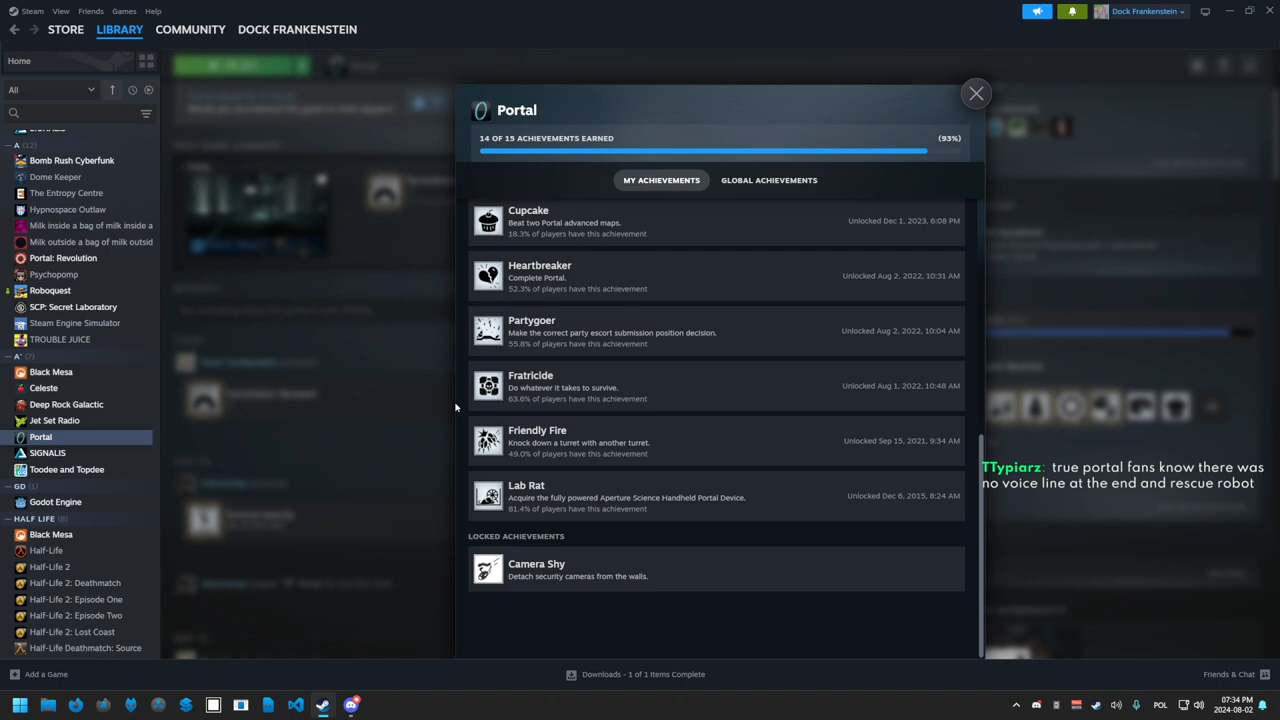 Steam View Friends Games Help
Dock Frankenstein
STORE LIBRARY COMMUNITY DOCK FRANKENSTEIN
Home
All
A (12)
Bomb Rush Cyberfunk
Dome Keeper
The Entropy Centre
Hypnospace Outlaw
Milk inside a bag of milk inside a
Milk outside a bag of milk outsid
Portal: Revolution
Psychopomp
Roboquest
SCP: Secret Laboratory
Steam Engine Simulator
TROUBLE JUICE
A' (7)
Black Mesa
Celeste
Deep Rock Galactic
Jet Set Radio
Portal
SIGNALIS
Toodee and Topdee
GD (1)
Godot Engine
HALF LIFE (8)
Black Mesa
Half-Life
Half-Life 2
Half-Life 2: Deathmatch
Half-Life 2: Episode One
Half-Life 2: Episode Two
Half-Life 2: Lost Coast
Half-Life Deathmatch: Source
Portal
14 OF 15 ACHIEVEMENTS EARNED (93%)
MY ACHIEVEMENTS GLOBAL ACHIEVEMENTS
Cupcake
Beat two Portal advanced maps.
18.3% of players have this achievement
Unlocked Dec 1, 2023, 6:08 PM
Heartbreaker
Complete Portal.
52.3% of players have this achievement
Unlocked Aug 2, 2022, 10:31 AM
Partygoer
Make the correct party escort submission position decision.
55.8% of players have this achievement
Unlocked Aug 2, 2022, 10:04 AM
Fratricide
Do whatever it takes to survive.
63.6% of players have this achievement
Unlocked Aug 1, 2022, 10:48 AM
Friendly Fire
Knock down a turret with another turret.
49.0% of players have this achievement
Unlocked Sep 15, 2021, 9:34 AM
Lab Rat
Acquire the fully powered Aperture Science Handheld Portal Device.
81.4% of players have this achievement
Unlocked Dec 6, 2015, 8:24 AM
LOCKED ACHIEVEMENTS
Camera Shy
Detach security cameras from the walls.
TTypiarz: true portal fans know there was
no voice line at the end and rescue robot
Add a Game
Downloads - 1 of 1 Items Complete
Friends & Chat
POL
07:34 PM
2024-08-02